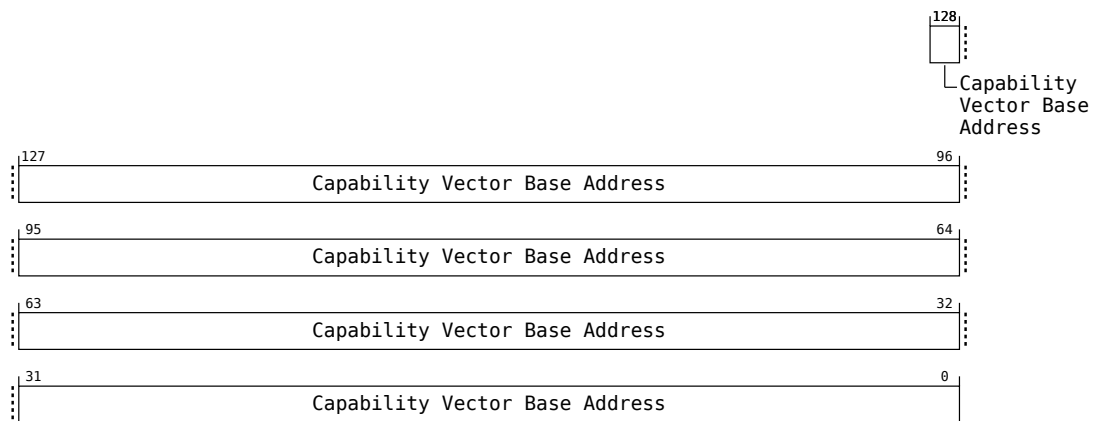 128
Capability
Vector Base
Address
127 96
Capability Vector Base Address
95 64
Capability Vector Base Address
63 32
Capability Vector Base Address
31 0
Capability Vector Base Address